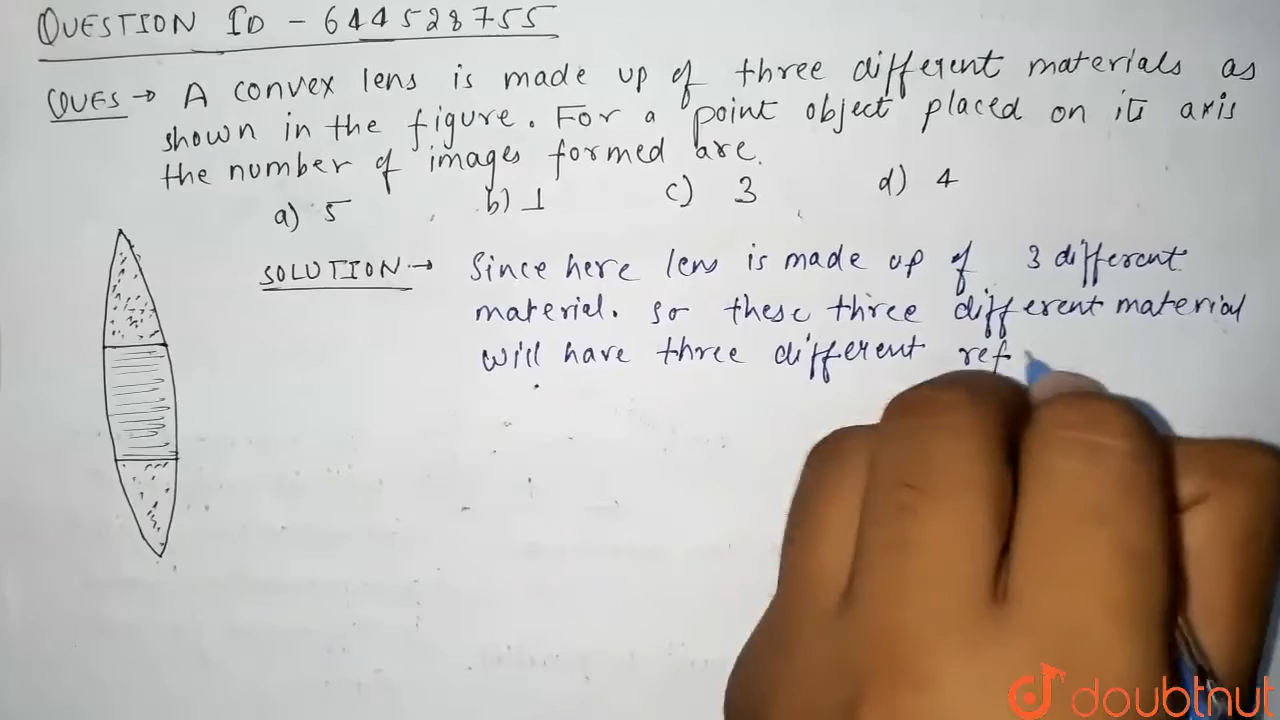 QUESTION ID - 644528755
QUES → A convex lens is made up of three different materials as
shown in the figure. For a point object placed on its axis
the number of images formed are.
a) 5 b) 1 c) 3 d) 4
SOLUTION → Since here lens is made up of 3 different
material. so these three different material
will have three different ref
doubtnut